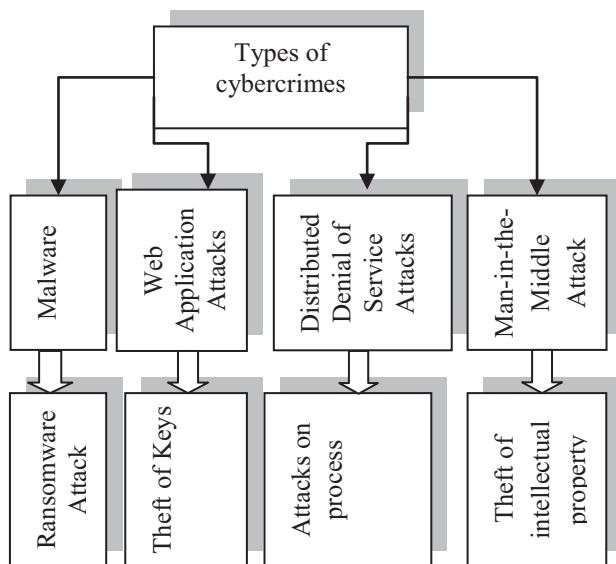 Types of
cybercrimes
Malware
Web
Application
Attacks
Distributed
Denial of
Service
Attacks
Man-in-the-
Middle
Attack
Ransomware
Attack
Theft of Keys
Attacks on
process
Theft of
intellectual
property